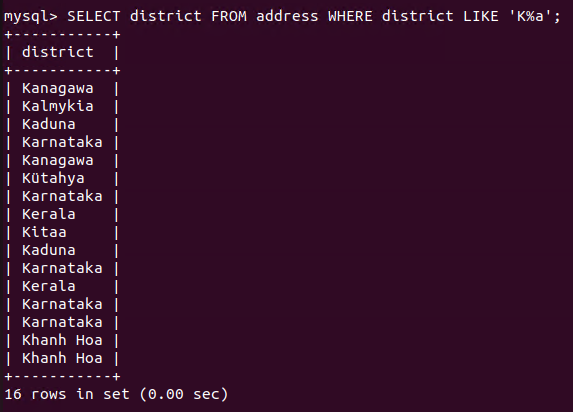 mysql> SELECT district FROM address WHERE district LIKE 'K%a';
+-----------+
| district  |
+-----------+
| Kanagawa  |
| Kalmykia  |
| Kaduna    |
| Karnataka |
| Kanagawa  |
| Kütahya   |
| Karnataka |
| Kerala    |
| Kitaa     |
| Kaduna    |
| Karnataka |
| Kerala    |
| Karnataka |
| Karnataka |
| Khanh Hoa |
| Khanh Hoa |
+-----------+
16 rows in set (0.00 sec)